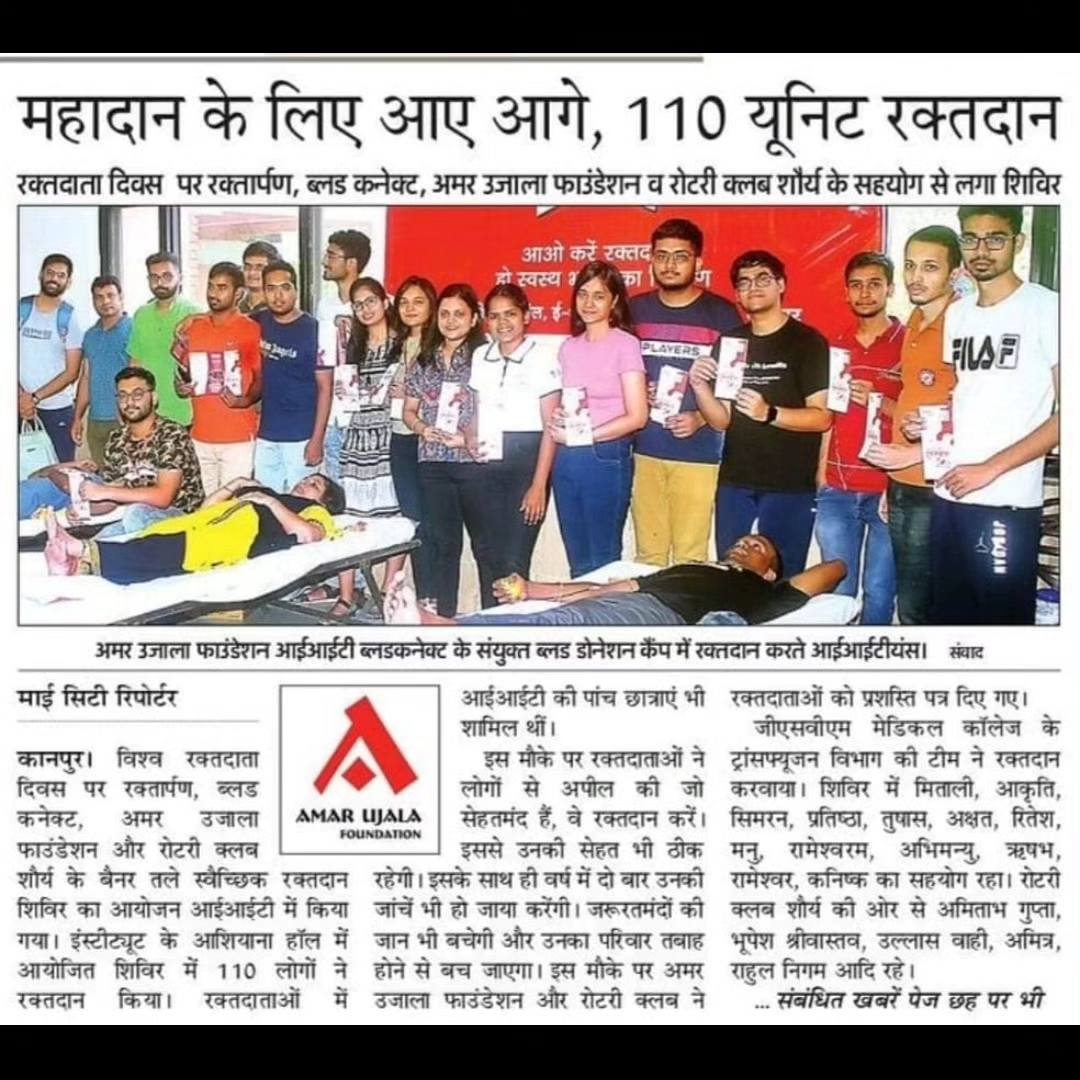 महादान के लिए आए आगे, 110 यूनिट रक्तदान
रक्तदाता दिवस पर रक्तार्पण, ब्लड कनेक्ट, अमर उजाला फाउंडेशन व रोटरी क्लब शौर्य के सहयोग से लगा शिविर
आओ करें
हो स्वस्थ
PLAYERS
FILA F
JORDAN
अमर उजाला फाउंडेशन आईआईटी ब्लडकनेक्ट के संयुक्त ब्लड डोनेशन कैंप में रक्तदान करते आईआईटीयंस। संवाद
माई सिटी रिपोर्टर
कानपुर। विश्व रक्तदाता
दिवस पर रक्तार्पण, ब्लड
कनेक्ट, अमर उजाला
फाउंडेशन और रोटरी क्लब
शौर्य के बैनर तले स्वैच्छिक रक्तदान
शिविर का आयोजन आईआईटी में किया
गया। इंस्टीट्यूट के आशियाना हॉल में
आयोजित शिविर में 110 लोगों ने
रक्तदान किया। रक्तदाताओं में
AMAR UJALA
FOUNDATION
आईआईटी की पांच छात्राएं भी
शामिल थीं।
इस मौके पर रक्तदाताओं ने
लोगों से अपील की जो
सेहतमंद हैं, वे रक्तदान करें।
इससे उनकी सेहत भी ठीक
रहेगी। इसके साथ ही वर्ष में दो बार उनकी
जांचें भी हो जाया करेंगी। जरूरतमंदों की
जान भी बचेगी और उनका परिवार तबाह
होने से बच जाएगा। इस मौके पर अमर
उजाला फाउंडेशन और रोटरी क्लब ने
रक्तदाताओं को प्रशस्ति पत्र दिए गए।
जीएसवीएम मेडिकल कॉलेज के
ट्रांसफ्यूजन विभाग की टीम ने रक्तदान
करवाया। शिविर में मिताली, आकृति,
सिमरन, प्रतिष्ठा, तुषास, अक्षत, रितेश,
मनु, रामेश्वरम, अभिमन्यु, ऋषभ,
रामेश्वर, कनिष्क का सहयोग रहा। रोटरी
क्लब शौर्य की ओर से अमिताभ गुप्ता,
भूपेश श्रीवास्तव, उल्लास वाही, अमित्र,
राहुल निगम आदि रहे।
... संबंधित खबरें पेज छह पर भी